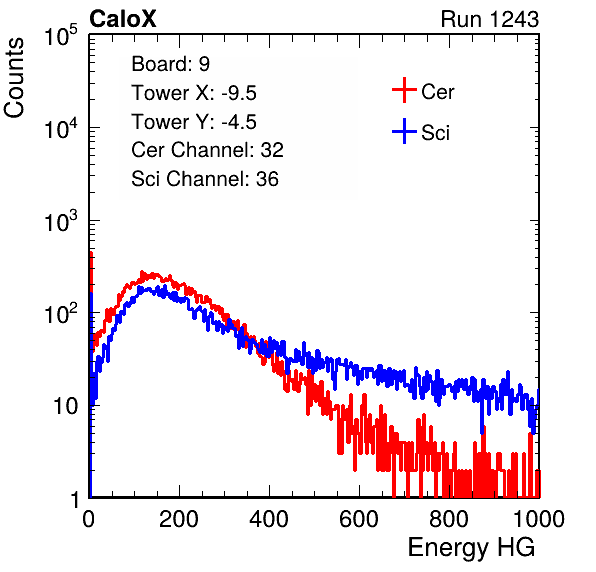 CaloX Run 1243
Counts
10^5
10^4
10^3
10^2
10
1
Board: 9
Tower X: -9.5
Tower Y: -4.5
Cer Channel: 32
Sci Channel: 36
Cer
Sci
0 200 400 600 800 1000
Energy HG